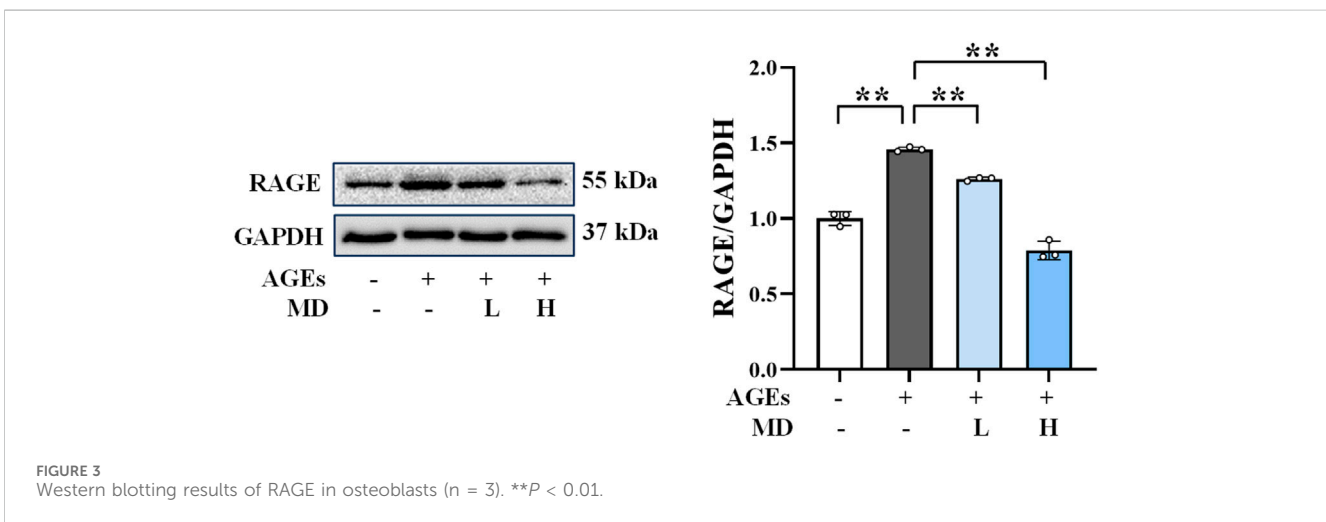 RAGE 55 kDa
GAPDH 37 kDa
AGEs - + + +
MD - - L H
** ** **
RAGE/GAPDH
2.0
1.5
1.0
0.5
0.0
AGEs - + + +
MD - - L H
FIGURE 3
Western blotting results of RAGE in osteoblasts (n = 3). **P < 0.01.